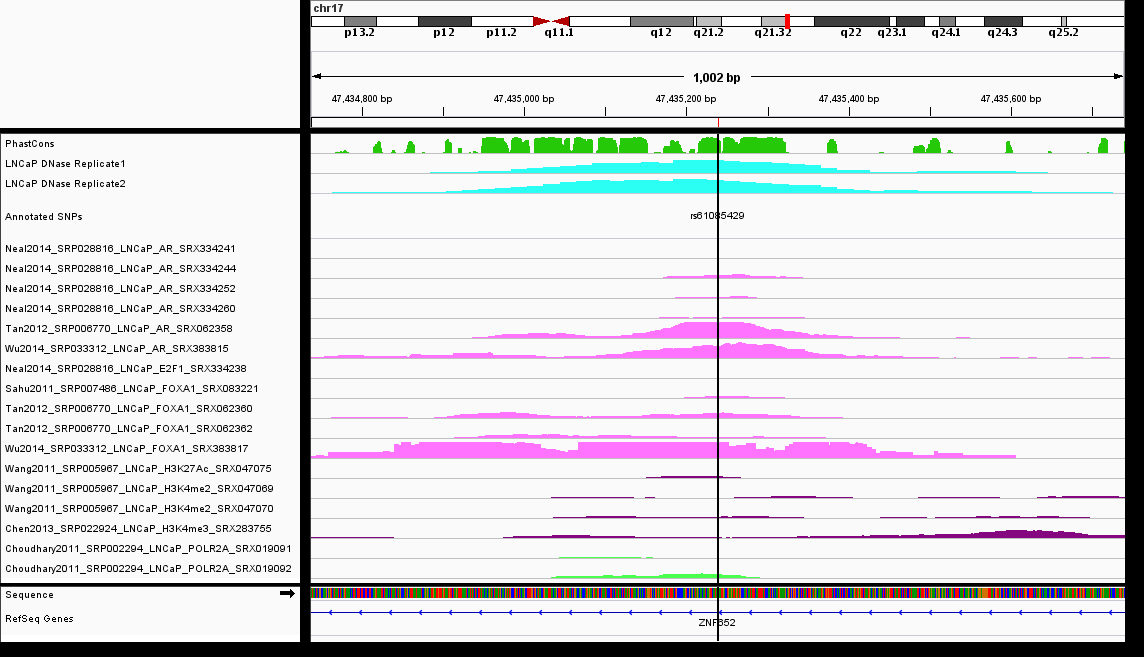 chr17
p13.2 p12 p11.2 q11.1 q12 q21.2 q21.32 q22 q23.1 q24.1 q24.3 q25.2
1,002 bp
47,434,800 bp 47,435,000 bp 47,435,200 bp 47,435,400 bp 47,435,600 bp
PhastCons
LNCaP DNase Replicate1
LNCaP DNase Replicate2
Annotated SNPs rs61085429
Neal2014_SRP028816_LNCaP_AR_SRX334241
Neal2014_SRP028816_LNCaP_AR_SRX334244
Neal2014_SRP028816_LNCaP_AR_SRX334252
Neal2014_SRP028816_LNCaP_AR_SRX334260
Tan2012_SRP006770_LNCaP_AR_SRX062358
Wu2014_SRP033312_LNCaP_AR_SRX383815
Neal2014_SRP028816_LNCaP_E2F1_SRX334238
Sahu2011_SRP007486_LNCaP_FOXA1_SRX083221
Tan2012_SRP006770_LNCaP_FOXA1_SRX062360
Tan2012_SRP006770_LNCaP_FOXA1_SRX062362
Wu2014_SRP033312_LNCaP_FOXA1_SRX383817
Wang2011_SRP005967_LNCaP_H3K27Ac_SRX047075
Wang2011_SRP005967_LNCaP_H3K4me2_SRX047069
Wang2011_SRP005967_LNCaP_H3K4me2_SRX047070
Chen2013_SRP022924_LNCaP_H3K4me3_SRX283755
Choudhary2011_SRP002294_LNCaP_POLR2A_SRX019091
Choudhary2011_SRP002294_LNCaP_POLR2A_SRX019092
Sequence
RefSeq Genes
ZNF652